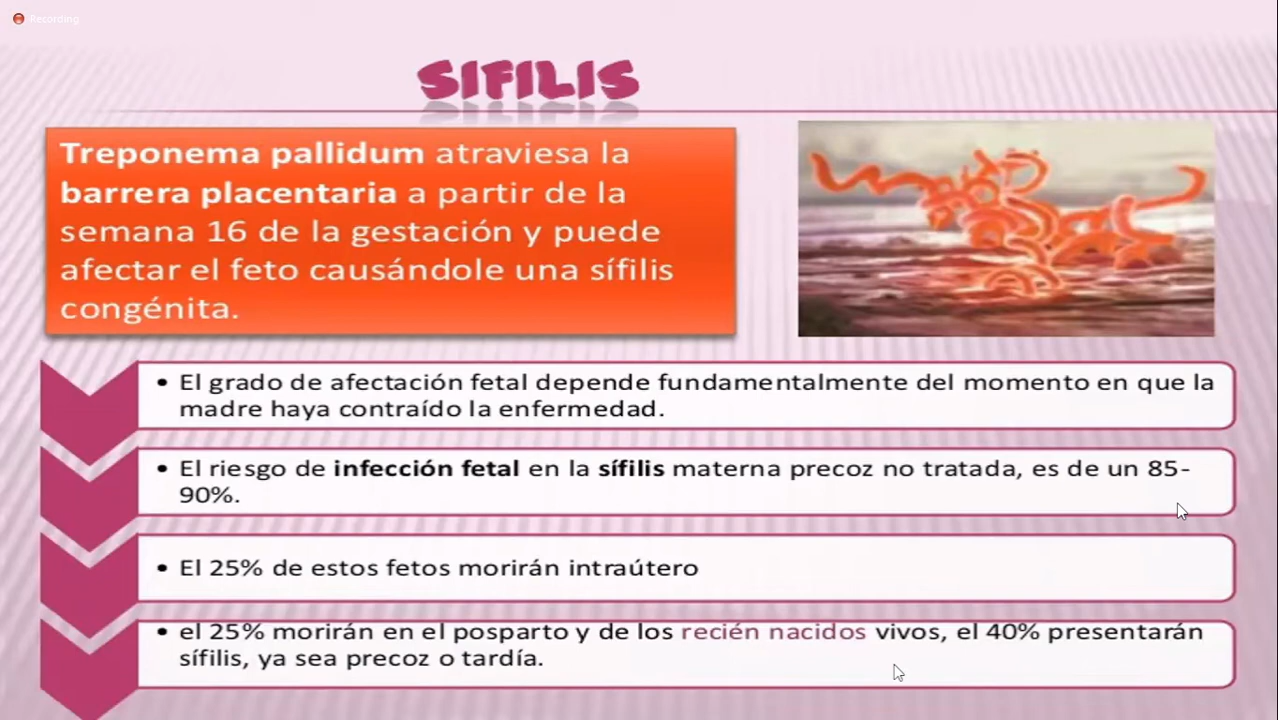 Recording
SIFILIS
Treponema pallidum atraviesa la
barrera placentaria a partir de la
semana 16 de la gestación y puede
afectar el feto causándole una sífilis
congénita.
• El grado de afectación fetal depende fundamentalmente del momento en que la
madre haya contraído la enfermedad.
• El riesgo de infección fetal en la sífilis materna precoz no tratada, es de un 85-
90%.
• El 25% de estos fetos morirán intraútero
• el 25% morirán en el posparto y de los recién nacidos vivos, el 40% presentarán
sífilis, ya sea precoz o tardía.